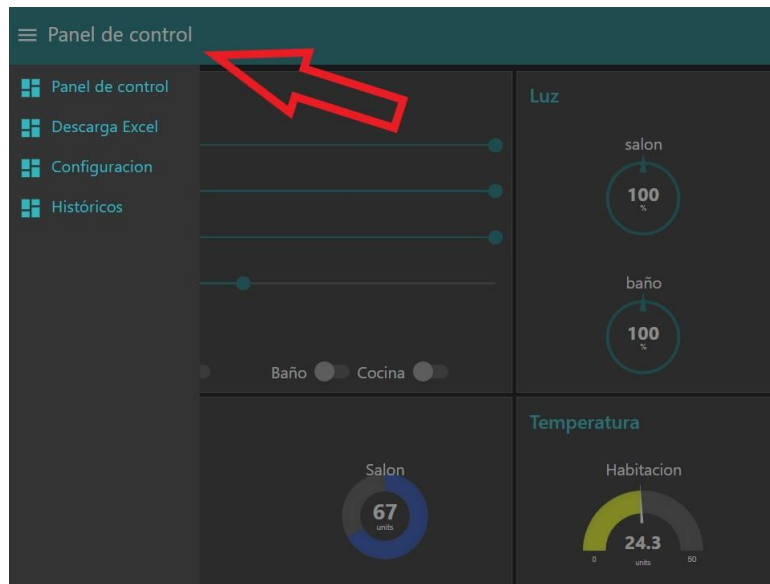 Panel de control
Panel de control
Descarga Excel
Configuracion
Históricos
Luz
salon
100
%
baño
100
%
Baño Cocina
Salon
67
units
Temperatura
Habitacion
24.3
0 units 50